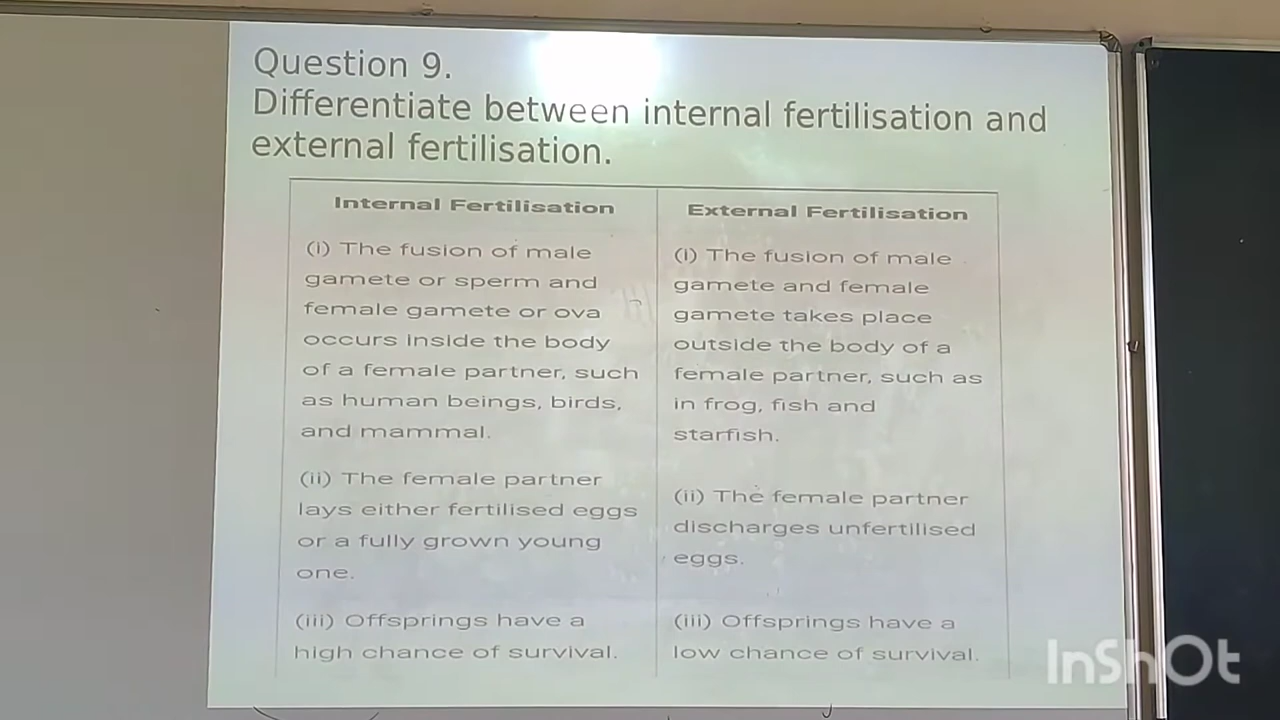 Question 9.
Differentiate between internal fertilisation and
external fertilisation.
Internal Fertilisation
(i) The fusion of male
gamete or sperm and
female gamete or ova
occurs inside the body
of a female partner, such
as human beings, birds,
and mammal.
(ii) The female partner
lays either fertilised eggs
or a fully grown young
one.
(iii) Offsprings have a
high chance of survival.
External Fertilisation
(i) The fusion of male
gamete and female
gamete takes place
outside the body of a
female partner, such as
in frog, fish and
starfish.
(ii) The female partner
discharges unfertilised
eggs.
(iii) Offsprings have a
low chance of survival.
InShOt